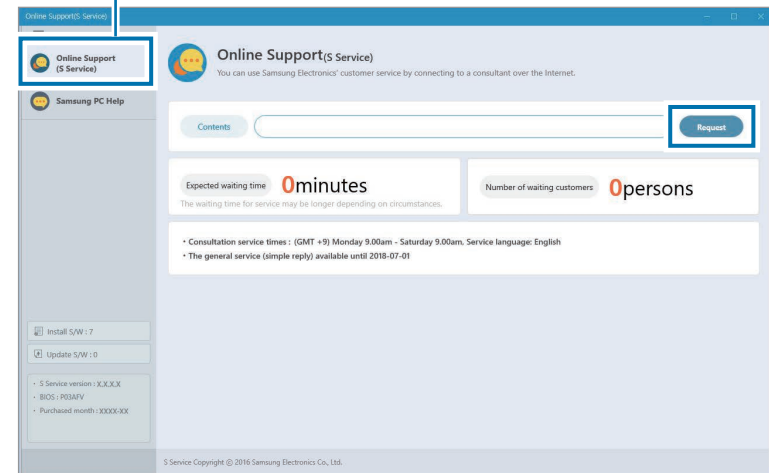 Online Support(S Service)
Online Support
(S Service)
Samsung PC Help
Online Support(S Service)
You can use Samsung Electronics' customer service by connecting to a consultant over the Internet.
Contents
Request
Expected waiting time 0minutes
The waiting time for service may be longer depending on circumstances.
Number of waiting customers 0persons
• Consultation service times : (GMT +9) Monday 9.00am - Saturday 9.00am. Service language: English
• The general service (simple reply) available until 2018-07-01
Install S/W : 7
Update S/W : 0
• S Service version : X.X.X.X
• BIOS : P03AFV
• Purchased month : XXXX-XX
S Service Copyright ⓒ 2016 Samsung Electronics Co., Ltd.